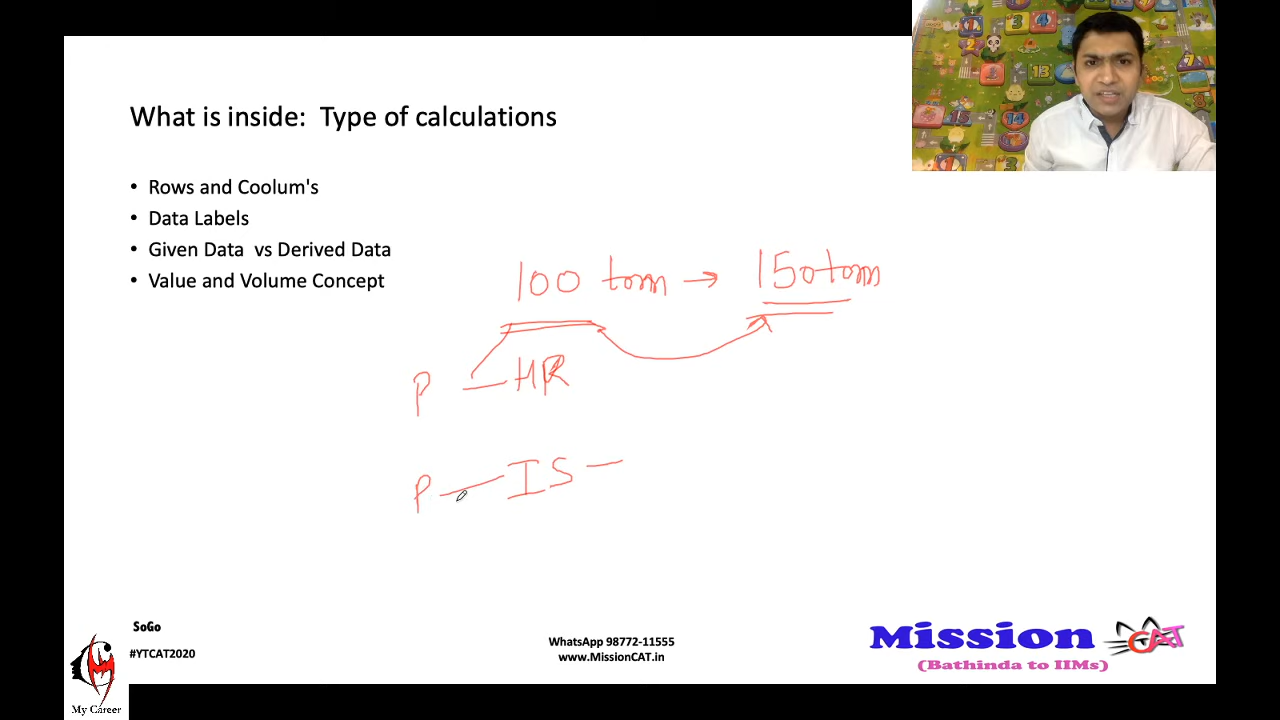 What is inside: Type of calculations
• Rows and Coolum's
• Data Labels
• Given Data vs Derived Data
• Value and Volume Concept
100 tonn → 150 tonn
P — HR
P — IS —
SoGo
#YTCAT2020
WhatsApp 98772-11555
www.MissionCAT.in
Mission CAT
(Bathinda to IIMs)
My Career